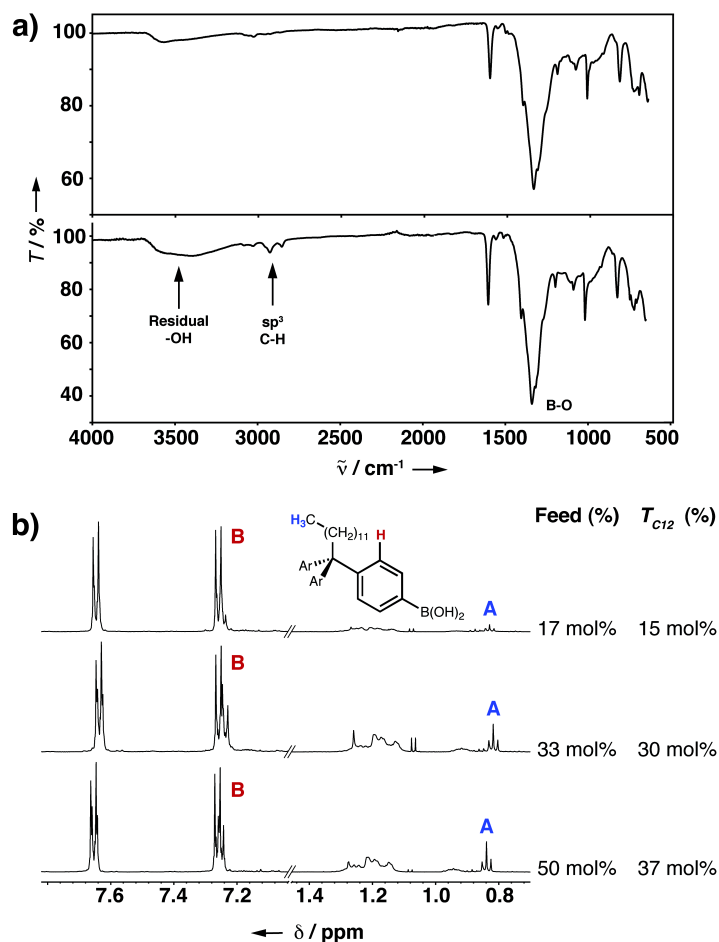 a)
100
80
60
T / %
100
80
60
40
Residual
-OH
sp³
C-H
B-O
4000 3500 3000 2500 2000 1500 1000 500
ν̃ / cm⁻¹
b)
Feed (%) T_C12 (%)
H₃C
(CH₂)₁₁
H
Ar
Ar
B(OH)₂
B
A
17 mol% 15 mol%
B
A
33 mol% 30 mol%
B
A
50 mol% 37 mol%
7.6 7.4 7.2 1.4 1.2 1.0 0.8
δ / ppm